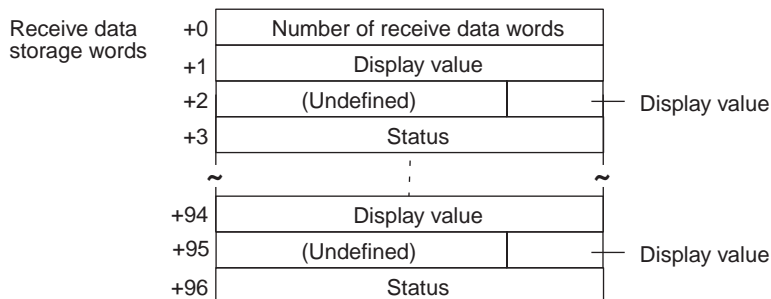 Receive data
storage words
+0 Number of receive data words
+1 Display value
+2 (Undefined) Display value
+3 Status
~ ~
+94 Display value
+95 (Undefined) Display value
+96 Status